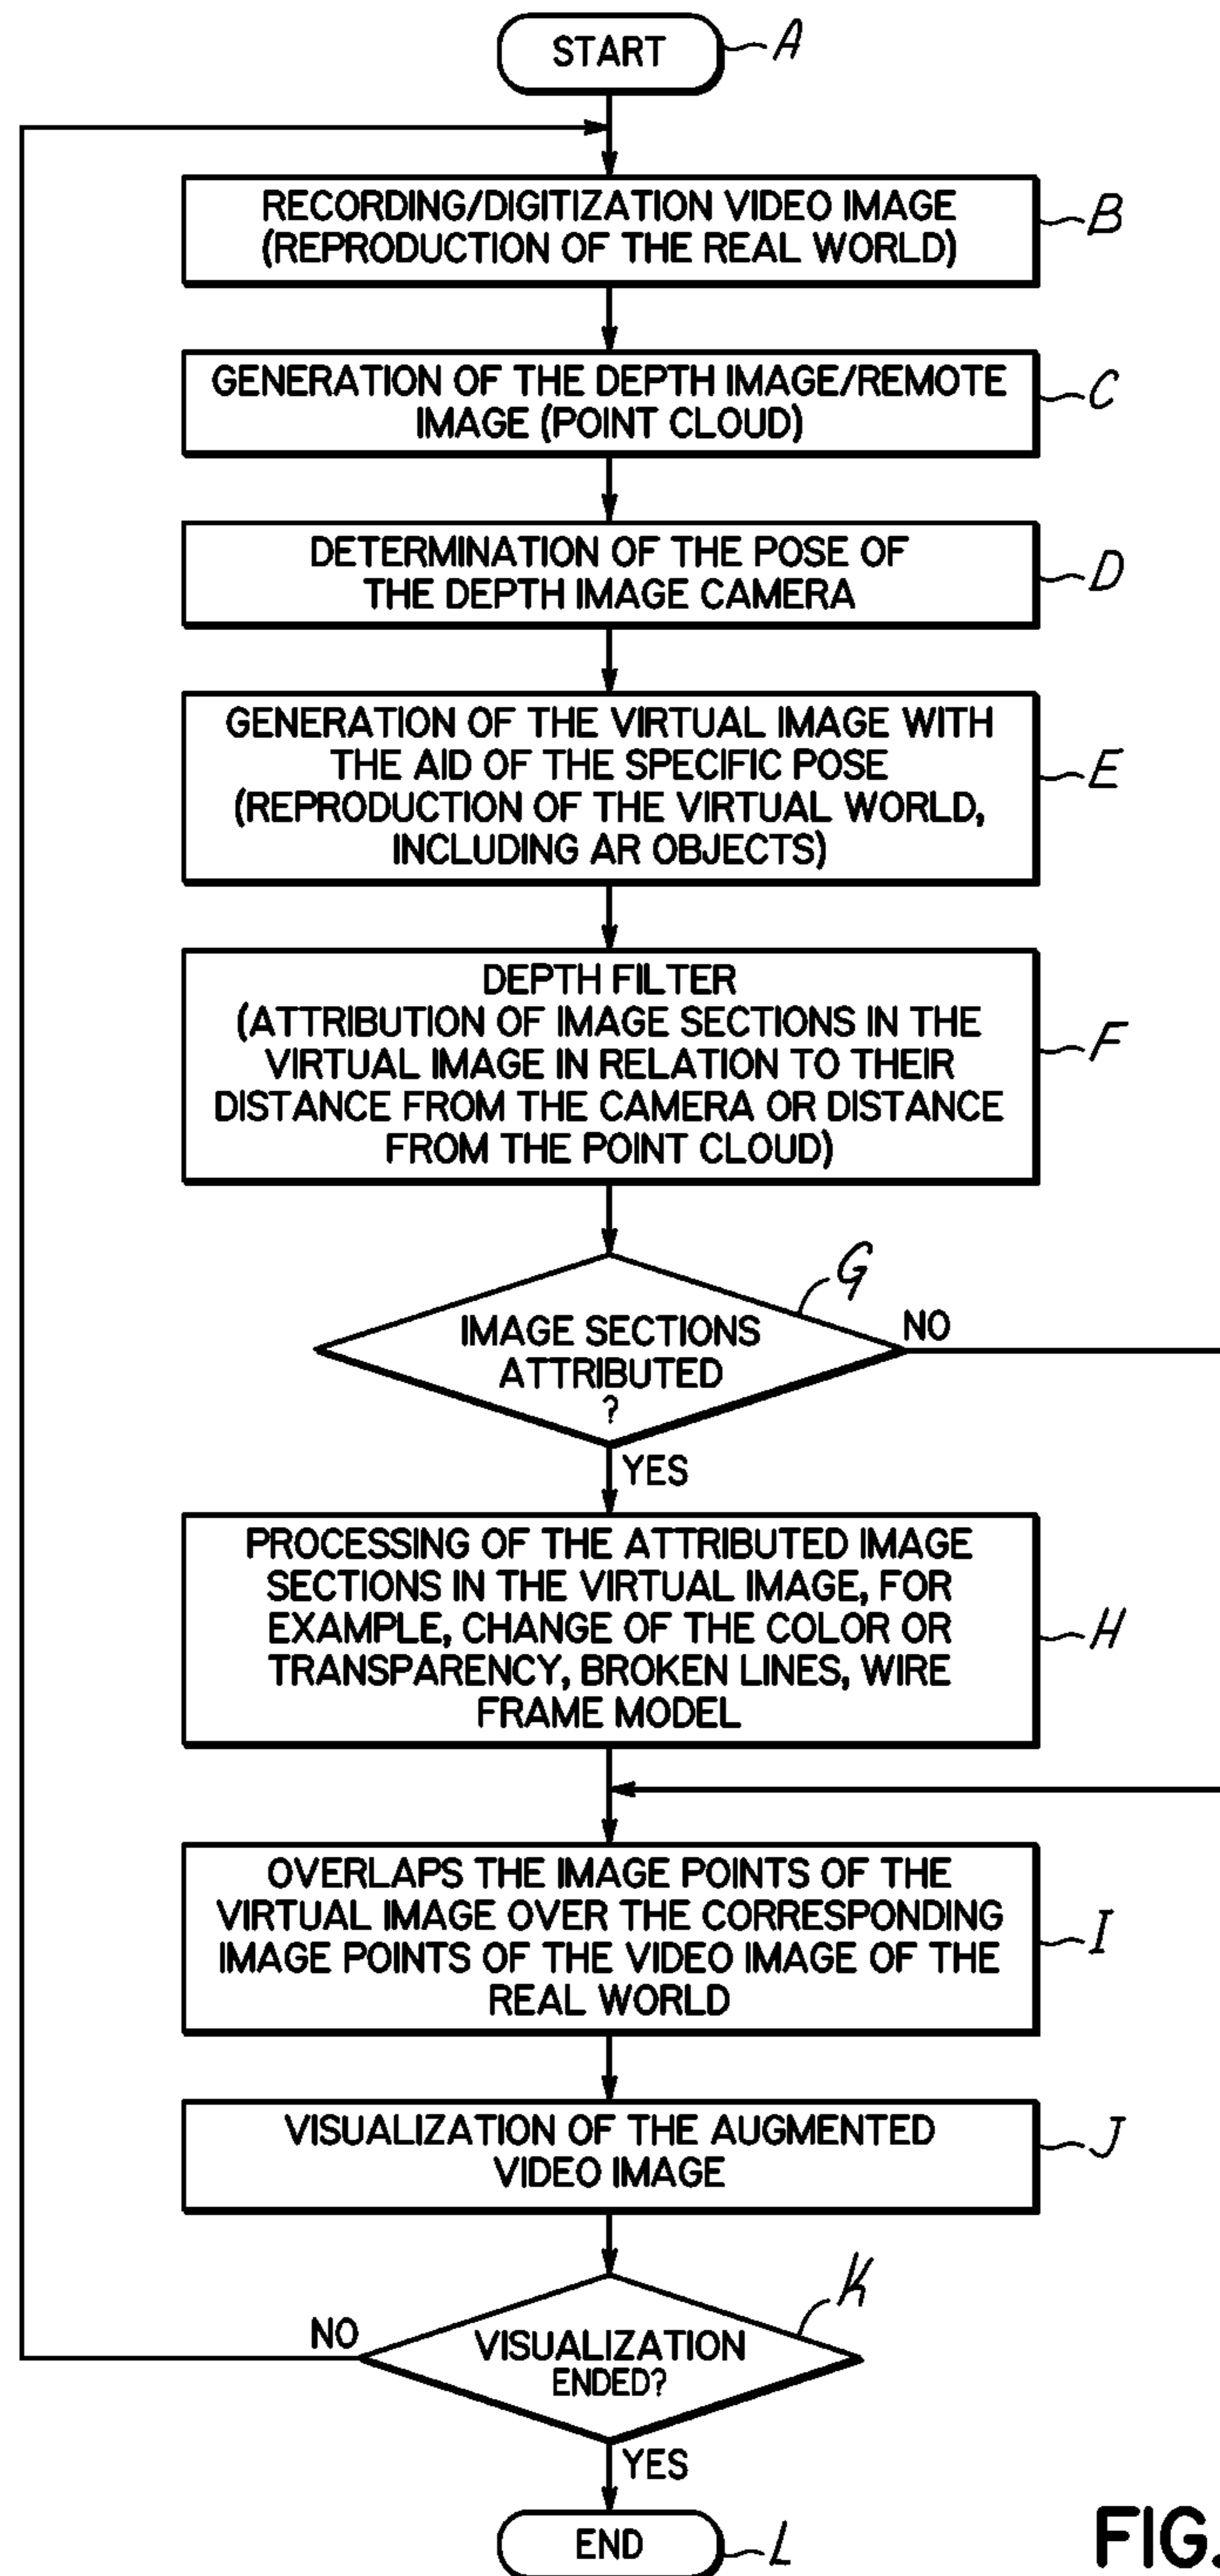 START
A
RECORDING/DIGITIZATION VIDEO IMAGE
(REPRODUCTION OF THE REAL WORLD)
B
GENERATION OF THE DEPTH IMAGE/REMOTE
IMAGE (POINT CLOUD)
C
DETERMINATION OF THE POSE OF
THE DEPTH IMAGE CAMERA
D
GENERATION OF THE VIRTUAL IMAGE WITH
THE AID OF THE SPECIFIC POSE
(REPRODUCTION OF THE VIRTUAL WORLD,
INCLUDING AR OBJECTS)
E
DEPTH FILTER
(ATTRIBUTION OF IMAGE SECTIONS IN THE
VIRTUAL IMAGE IN RELATION TO THEIR
DISTANCE FROM THE CAMERA OR DISTANCE
FROM THE POINT CLOUD)
F
G
IMAGE SECTIONS
ATTRIBUTED
?
NO
YES
PROCESSING OF THE ATTRIBUTED IMAGE
SECTIONS IN THE VIRTUAL IMAGE, FOR
EXAMPLE, CHANGE OF THE COLOR OR
TRANSPARENCY, BROKEN LINES, WIRE
FRAME MODEL
H
OVERLAPS THE IMAGE POINTS OF THE
VIRTUAL IMAGE OVER THE CORRESPONDING
IMAGE POINTS OF THE VIDEO IMAGE OF THE
REAL WORLD
I
VISUALIZATION OF THE AUGMENTED
VIDEO IMAGE
J
K
NO
VISUALIZATION
ENDED?
YES
END
L
FIG.